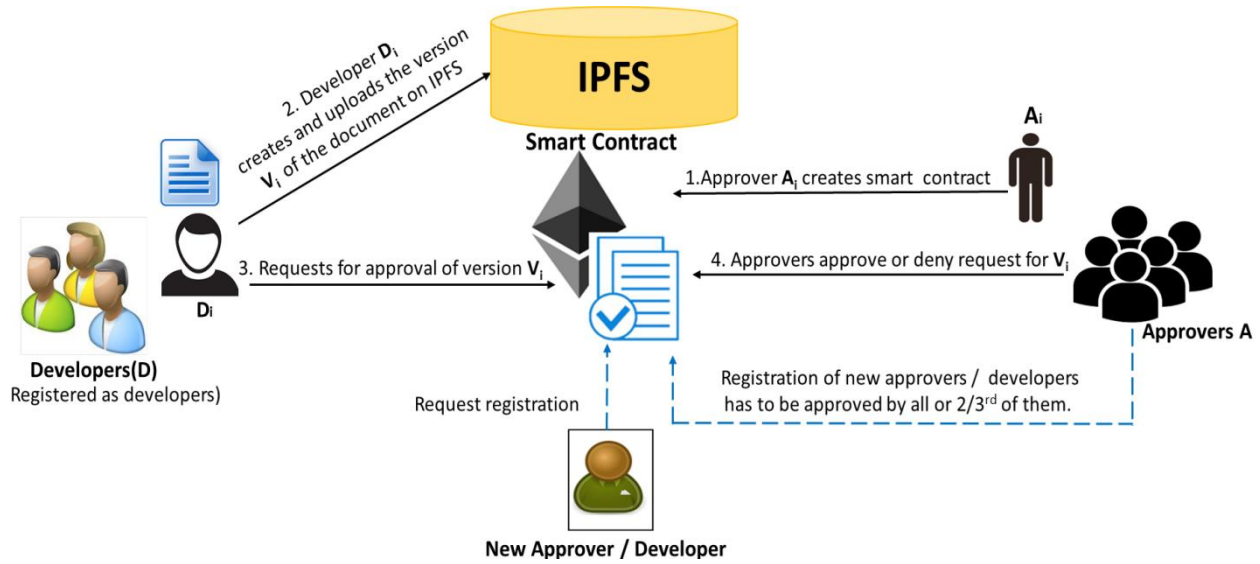 IPFS
Smart Contract
2. Developer Di
creates and uploads the version
Vi of the document on IPFS
Ai
1.Approver Ai creates smart contract
3. Requests for approval of version Vi
Di
4. Approvers approve or deny request for Vi
Developers(D)
Registered as developers)
Approvers A
Request registration
Registration of new approvers / developers
has to be approved by all or 2/3rd of them.
New Approver / Developer